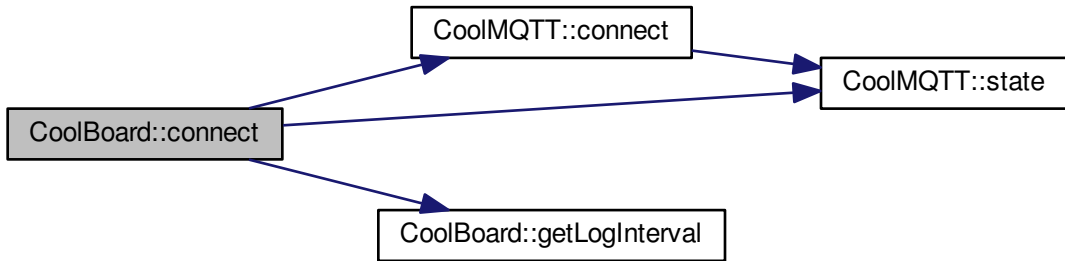 CoolMQTT::connect
CoolMQTT::state
CoolBoard::connect
CoolBoard::getLogInterval